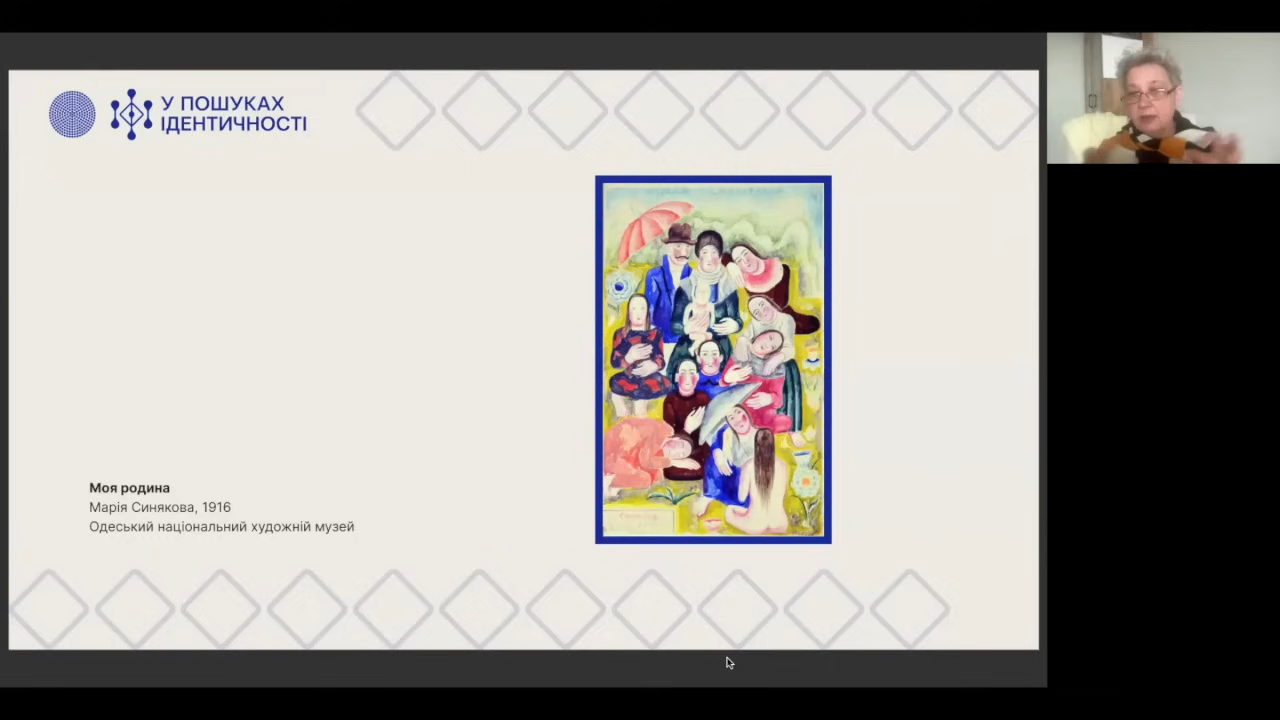 У ПОШУКАХ
ІДЕНТИЧНОСТІ
Моя родина
Марія Синякова, 1916
Одеський національний художній музей